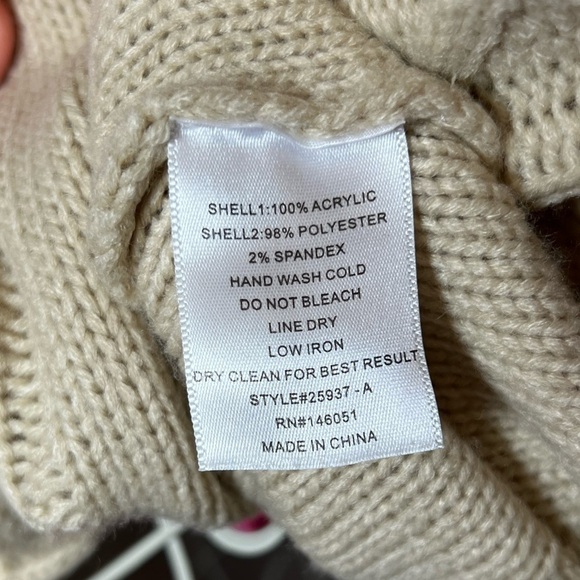 SHELL1:100% ACRYLIC
SHELL2:98% POLYESTER
2% SPANDEX
HAND WASH COLD
DO NOT BLEACH
LINE DRY
LOW IRON
DRY CLEAN FOR BEST RESULT
STYLE#25937 - A
RN#146051
MADE IN CHINA